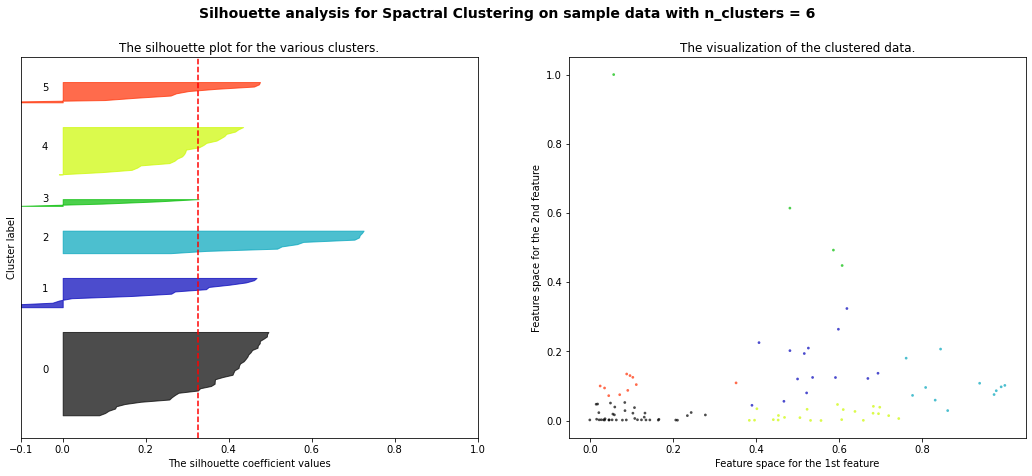 Silhouette analysis for Spactral Clustering on sample data with n_clusters = 6
The silhouette plot for the various clusters.
5
4
3
2
1
0
Cluster label
−0.1 0.0 0.2 0.4 0.6 0.8 1.0
The silhouette coefficient values
The visualization of the clustered data.
1.0
0.8
0.6
0.4
0.2
0.0
Feature space for the 2nd feature
0.0 0.2 0.4 0.6 0.8
Feature space for the 1st feature